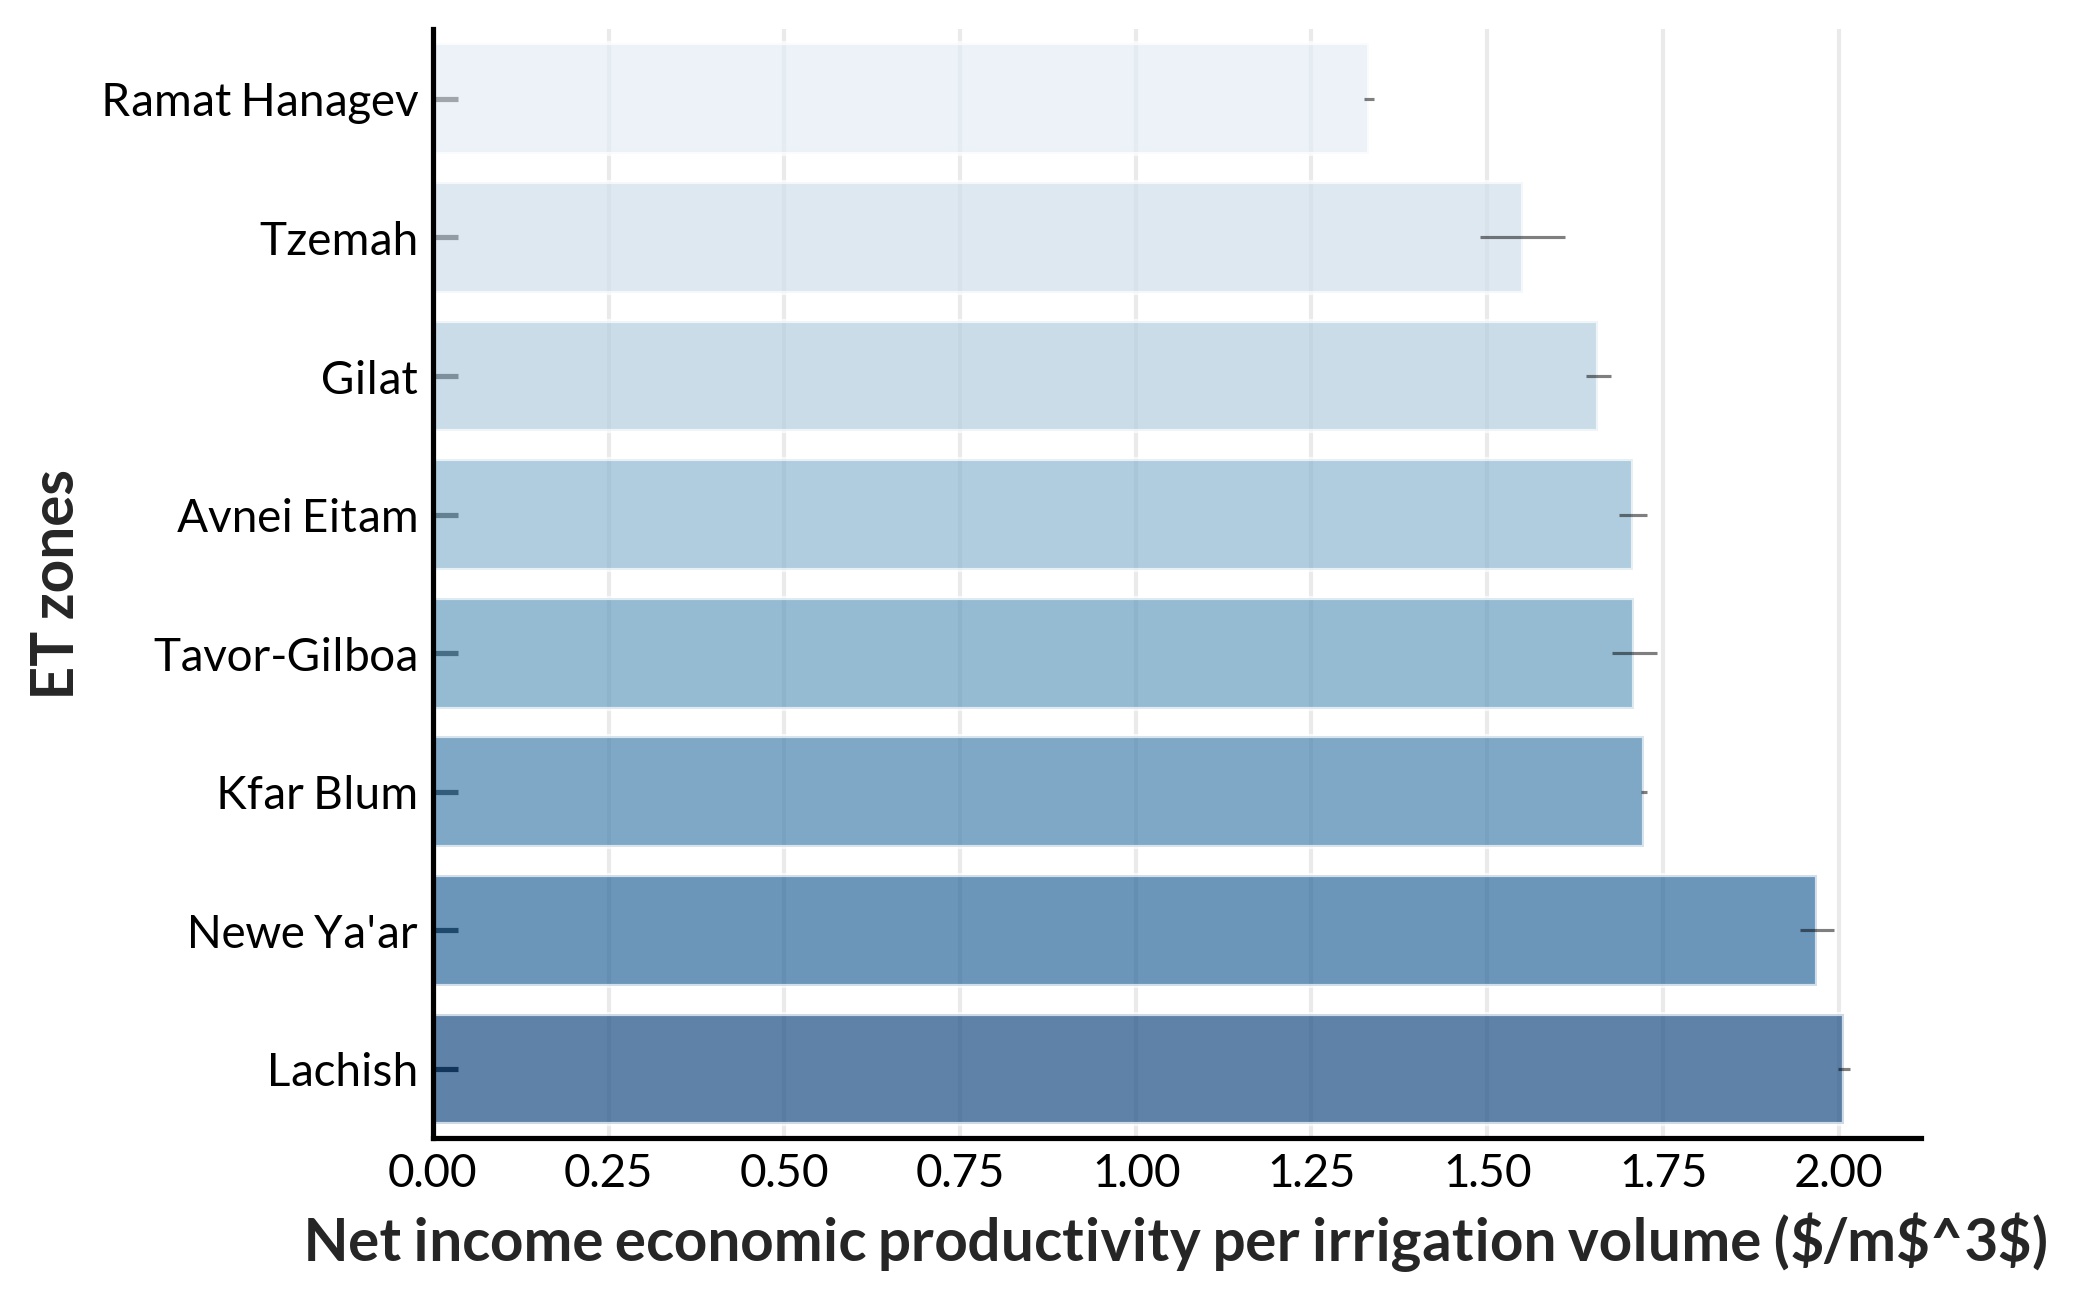 Ramat Hanagev
Tzemah
Gilat
Avnei Eitam
Tavor-Gilboa
Kfar Blum
Newe Ya'ar
Lachish
ET zones
0.00 0.25 0.50 0.75 1.00 1.25 1.50 1.75 2.00
Net income economic productivity per irrigation volume ($/m$^3$)